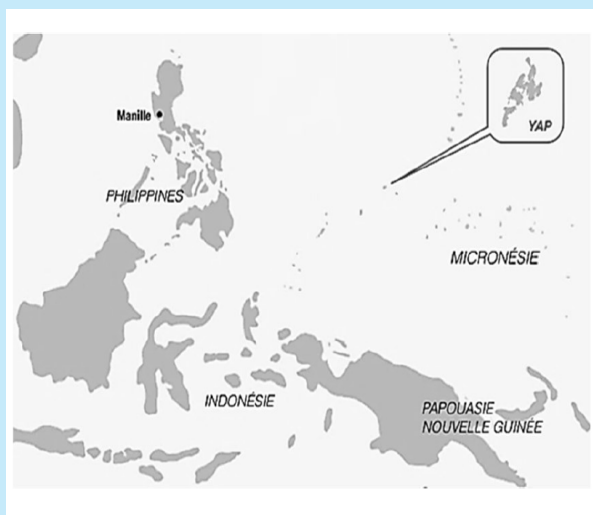 Manille
YAP
PHILIPPINES
MICRONÉSIE
INDONÉSIE
PAPOUASIE
NOUVELLE GUINÉE